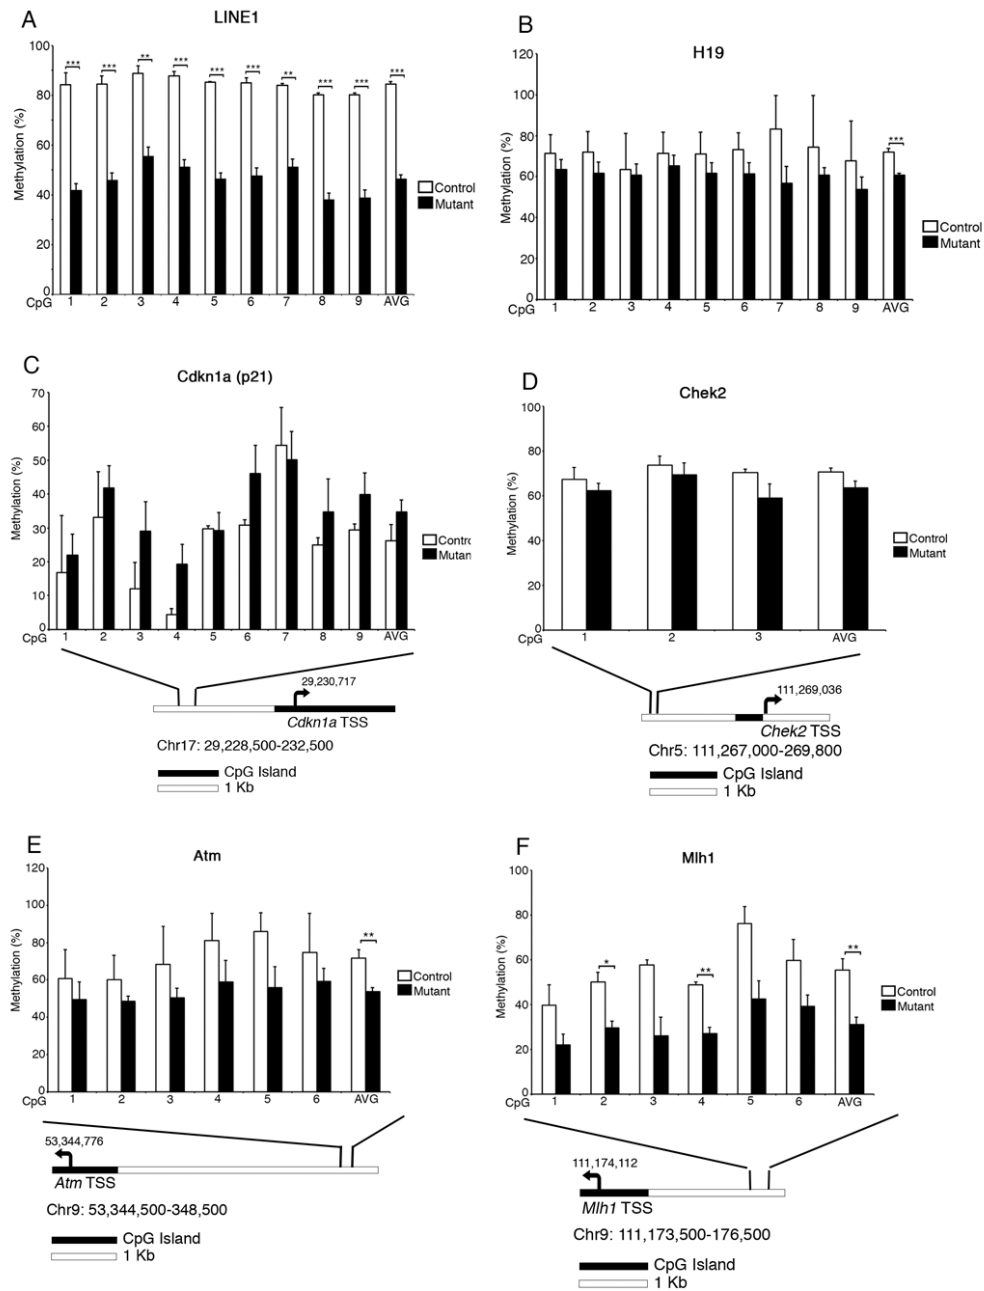 A
LINE1
Methylation (%)
100
80
60
40
20
0
*** *** ** *** *** *** ** *** *** ***
Control
Mutant
CpG 1 2 3 4 5 6 7 8 9 AVG
B
H19
Methylation (%)
120
100
80
60
40
20
0
***
Control
Mutant
CpG 1 2 3 4 5 6 7 8 9 AVG
C
Cdkn1a (p21)
Methylation (%)
70
60
50
40
30
20
10
0
Contro
Mutan
CpG 1 2 3 4 5 6 7 8 9 AVG
29,230,717
Cdkn1a TSS
Chr17: 29,228,500-232,500
CpG Island
1 Kb
D
Chek2
Methylation (%)
100
80
60
40
20
0
Control
Mutant
CpG 1 2 3 AVG
111,269,036
Chek2 TSS
Chr5: 111,267,000-269,800
CpG Island
1 Kb
E
Atm
Methylation (%)
120
100
80
60
40
20
0
**
Control
Mutant
CpG 1 2 3 4 5 6 AVG
53,344,776
Atm TSS
Chr9: 53,344,500-348,500
CpG Island
1 Kb
F
Mlh1
Methylation (%)
100
80
60
40
20
0
* ** **
Control
Mutant
CpG 1 2 3 4 5 6 AVG
111,174,112
Mlh1 TSS
Chr9: 111,173,500-176,500
CpG Island
1 Kb